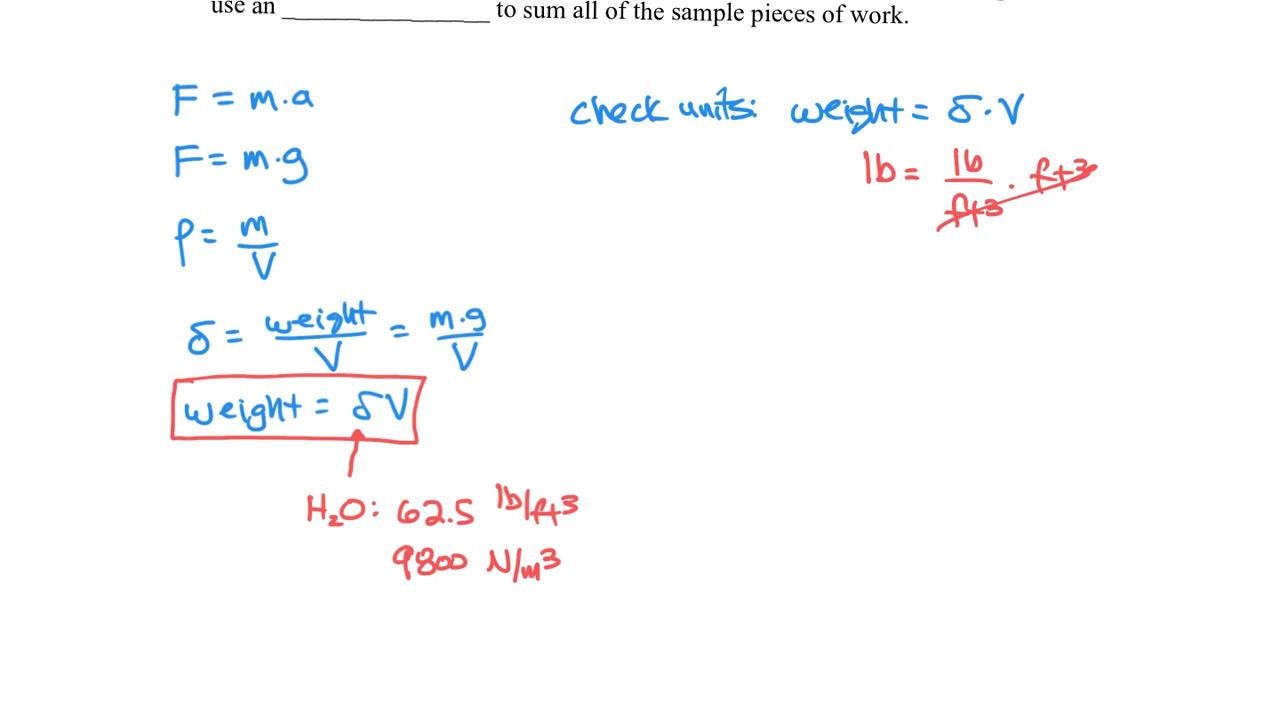 use an ________________ to sum all of the sample pieces of work.
F = m.a
F = m.g
ρ = m/V
δ = weight/V = m.g/V
weight = δV
H₂O: 62.5 lb/ft3
9800 N/m3
check units: weight = δ·V
lb = lb/ft3 · ft3